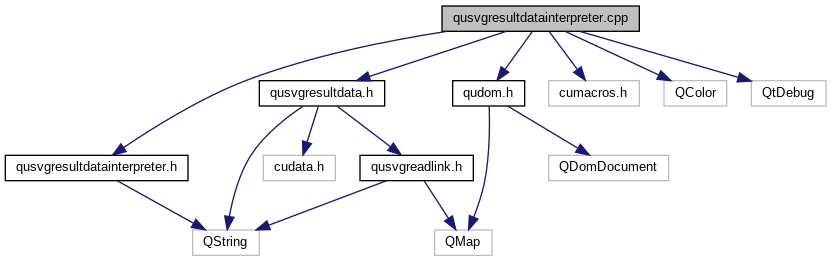 qusvgresultdatainterpreter.cpp
qusvgresultdata.h
qudom.h
cumacros.h
QColor
QtDebug
qusvgresultdatainterpreter.h
cudata.h
qusvgreadlink.h
QDomDocument
QString
QMap